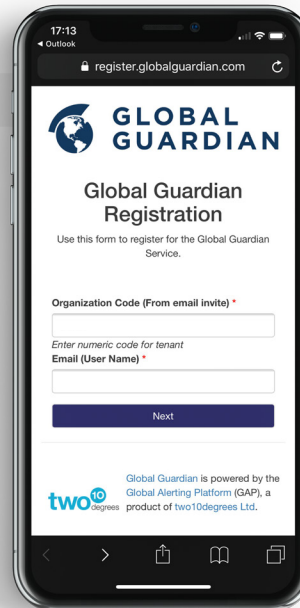 17:13
Outlook
register.globalguardian.com
GLOBAL
GUARDIAN
Global Guardian
Registration
Use this form to register for the Global Guardian
Service.
Organization Code (From email invite) *
Enter numeric code for tenant
Email (User Name) *
Next
two10degrees
Global Guardian is powered by the
Global Alerting Platform (GAP), a
product of two10degrees Ltd.